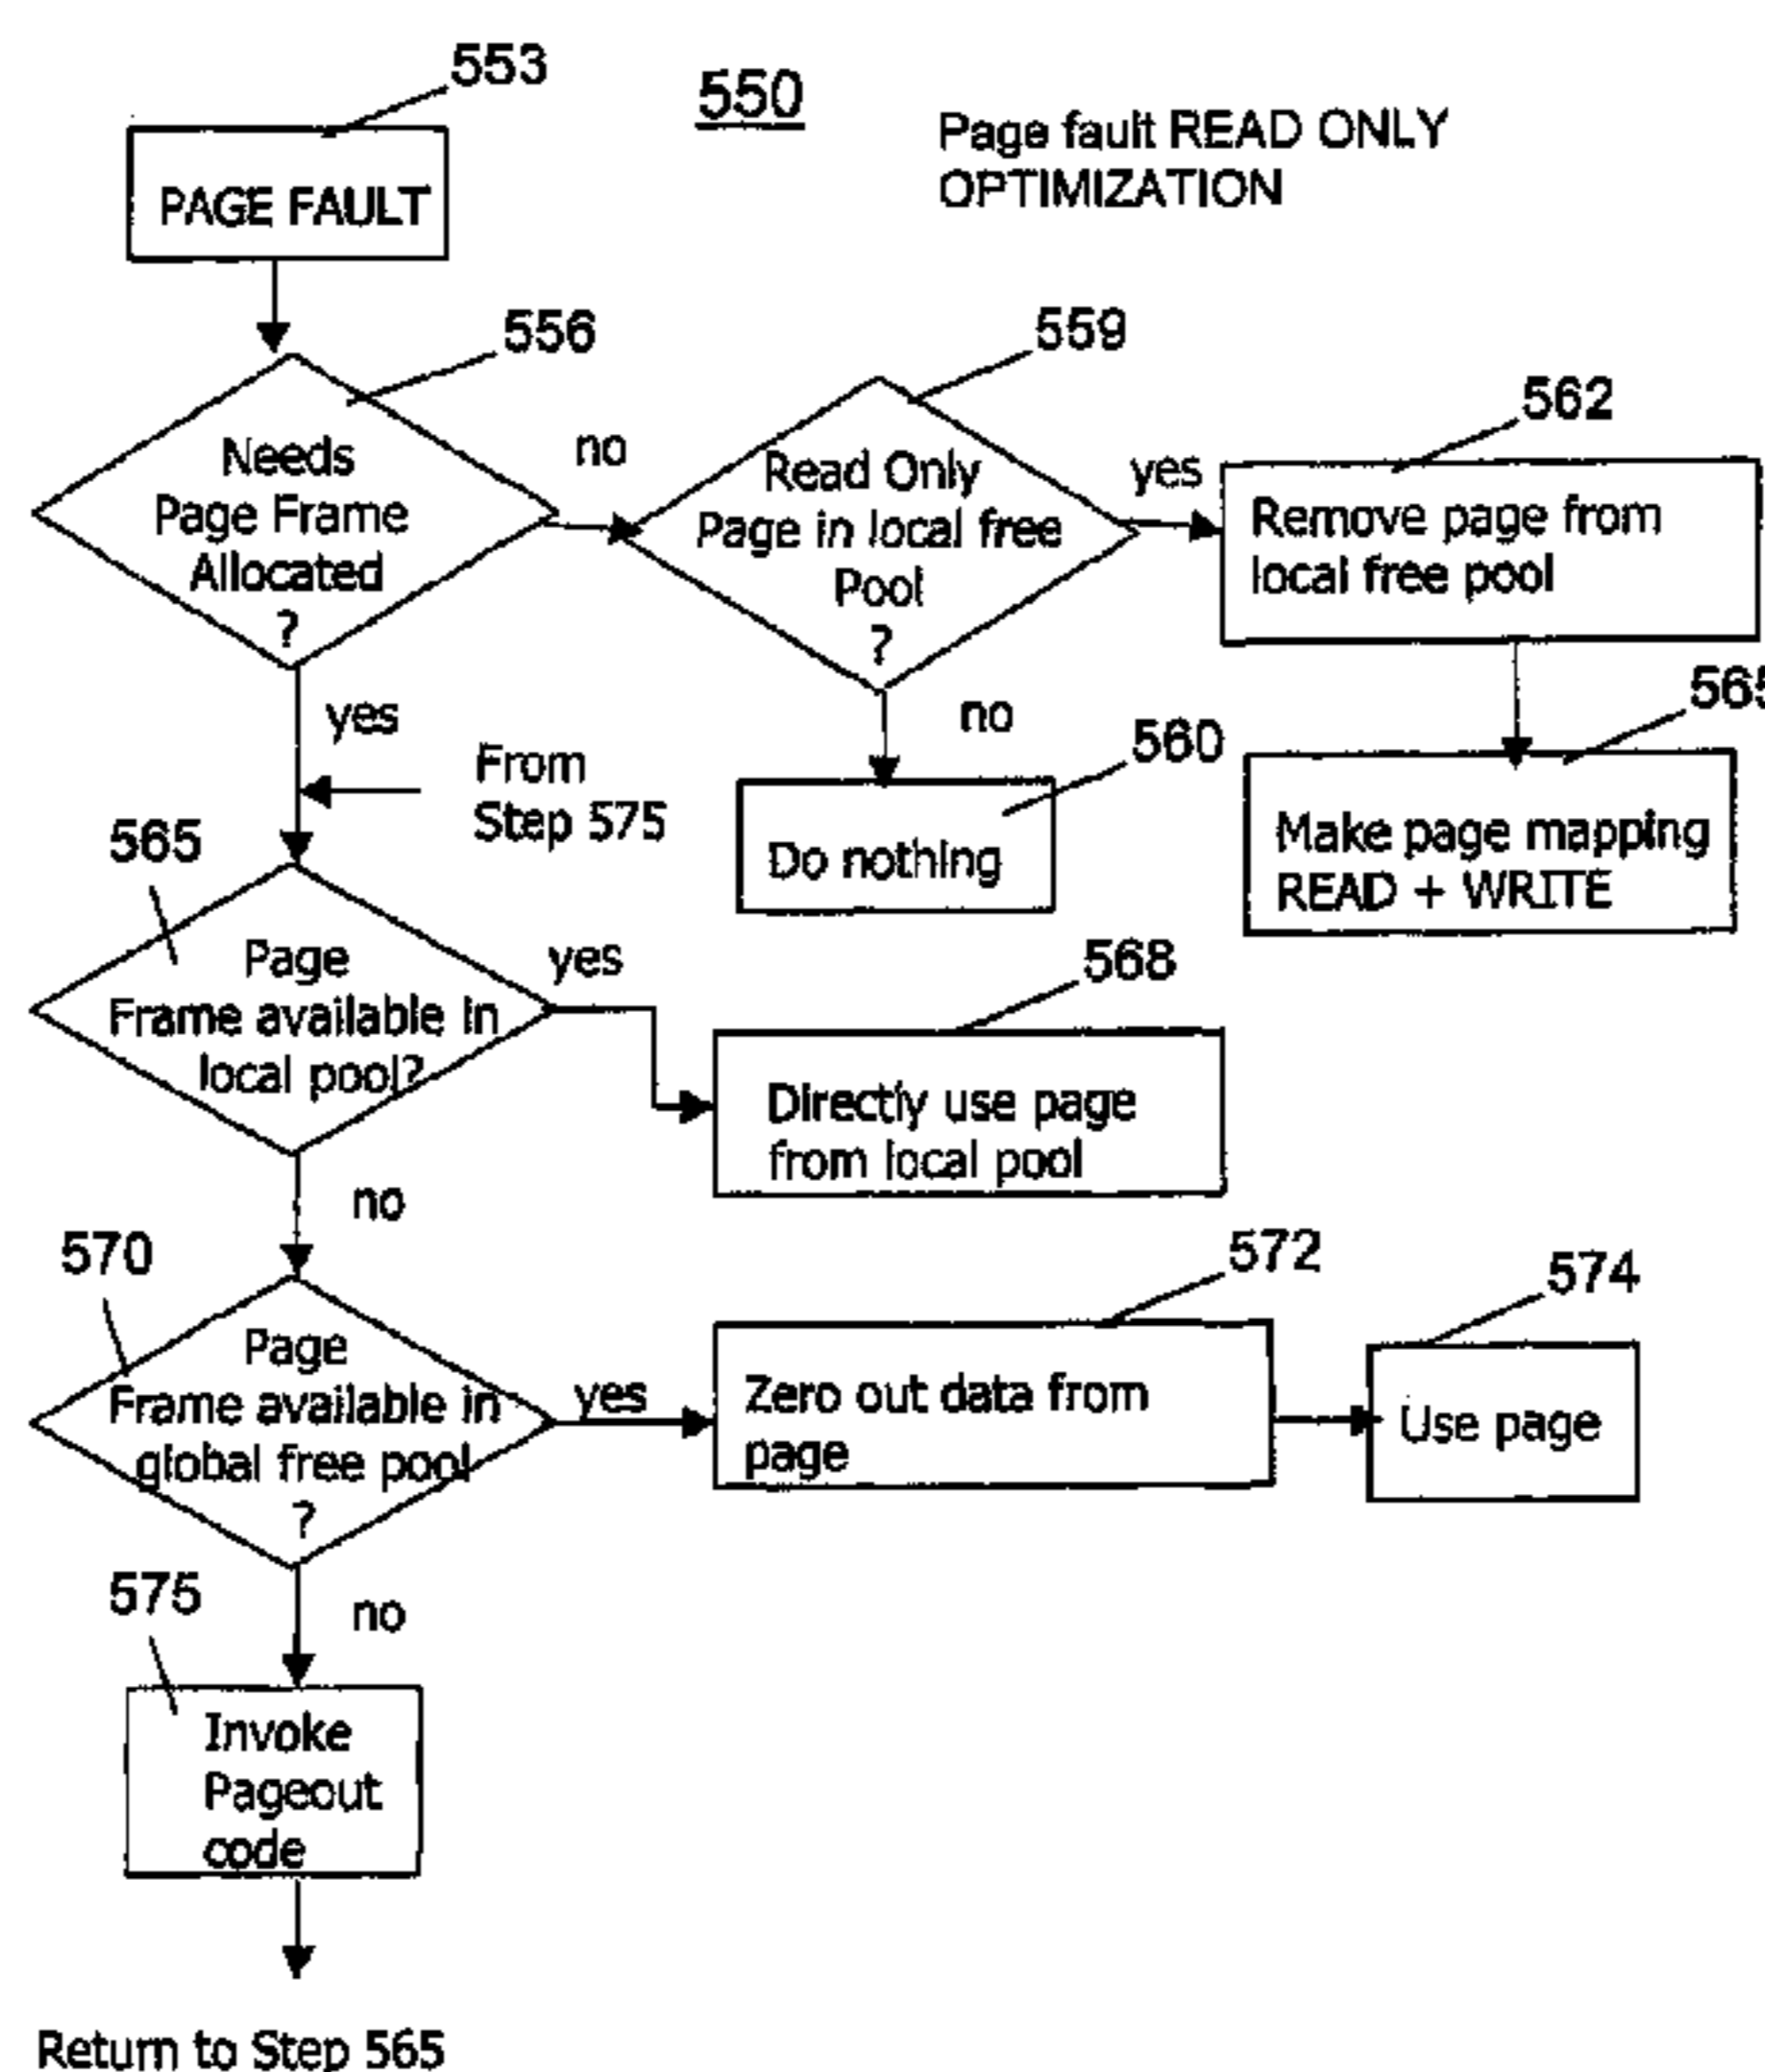 553
550
Page fault READ ONLY
OPTIMIZATION
PAGE FAULT
556
Needs
Page Frame
Allocated
?
no
559
Read Only
Page in local free
Pool
?
yes
562
Remove page from
local free pool
565
Make page mapping
READ + WRITE
no
560
Do nothing
yes
From
Step 575
565
Page
Frame available in
local pool?
yes
568
Directly use page
from local pool
no
570
Page
Frame available in
global free pool
?
yes
572
Zero out data from
page
574
Use page
no
575
Invoke
Pageout
code
Return to Step 565